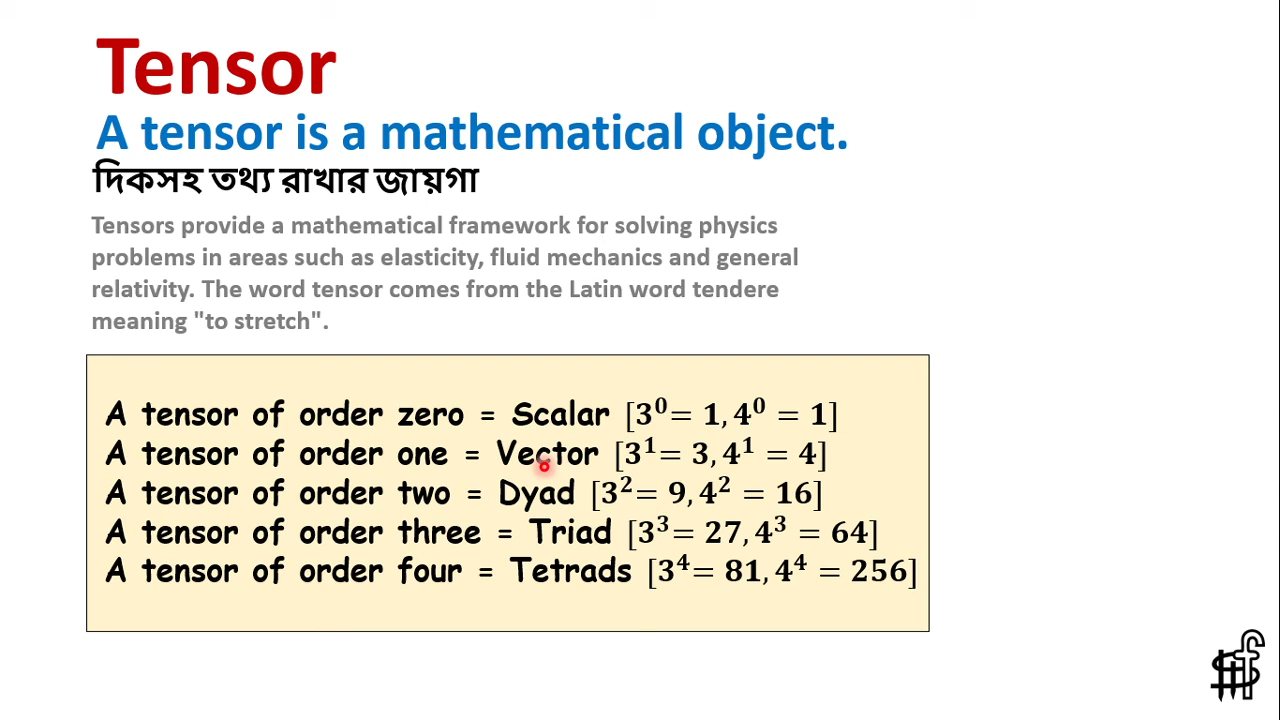 Tensor
A tensor is a mathematical object.
দিকসহ তথ্য রাখার জায়গা
Tensors provide a mathematical framework for solving physics
problems in areas such as elasticity, fluid mechanics and general
relativity. The word tensor comes from the Latin word tendere
meaning "to stretch".
A tensor of order zero = Scalar [3⁰= 1, 4⁰ = 1]
A tensor of order one = Vector [3¹= 3, 4¹ = 4]
A tensor of order two = Dyad [3²= 9, 4² = 16]
A tensor of order three = Triad [3³= 27, 4³ = 64]
A tensor of order four = Tetrads [3⁴= 81, 4⁴ = 256]